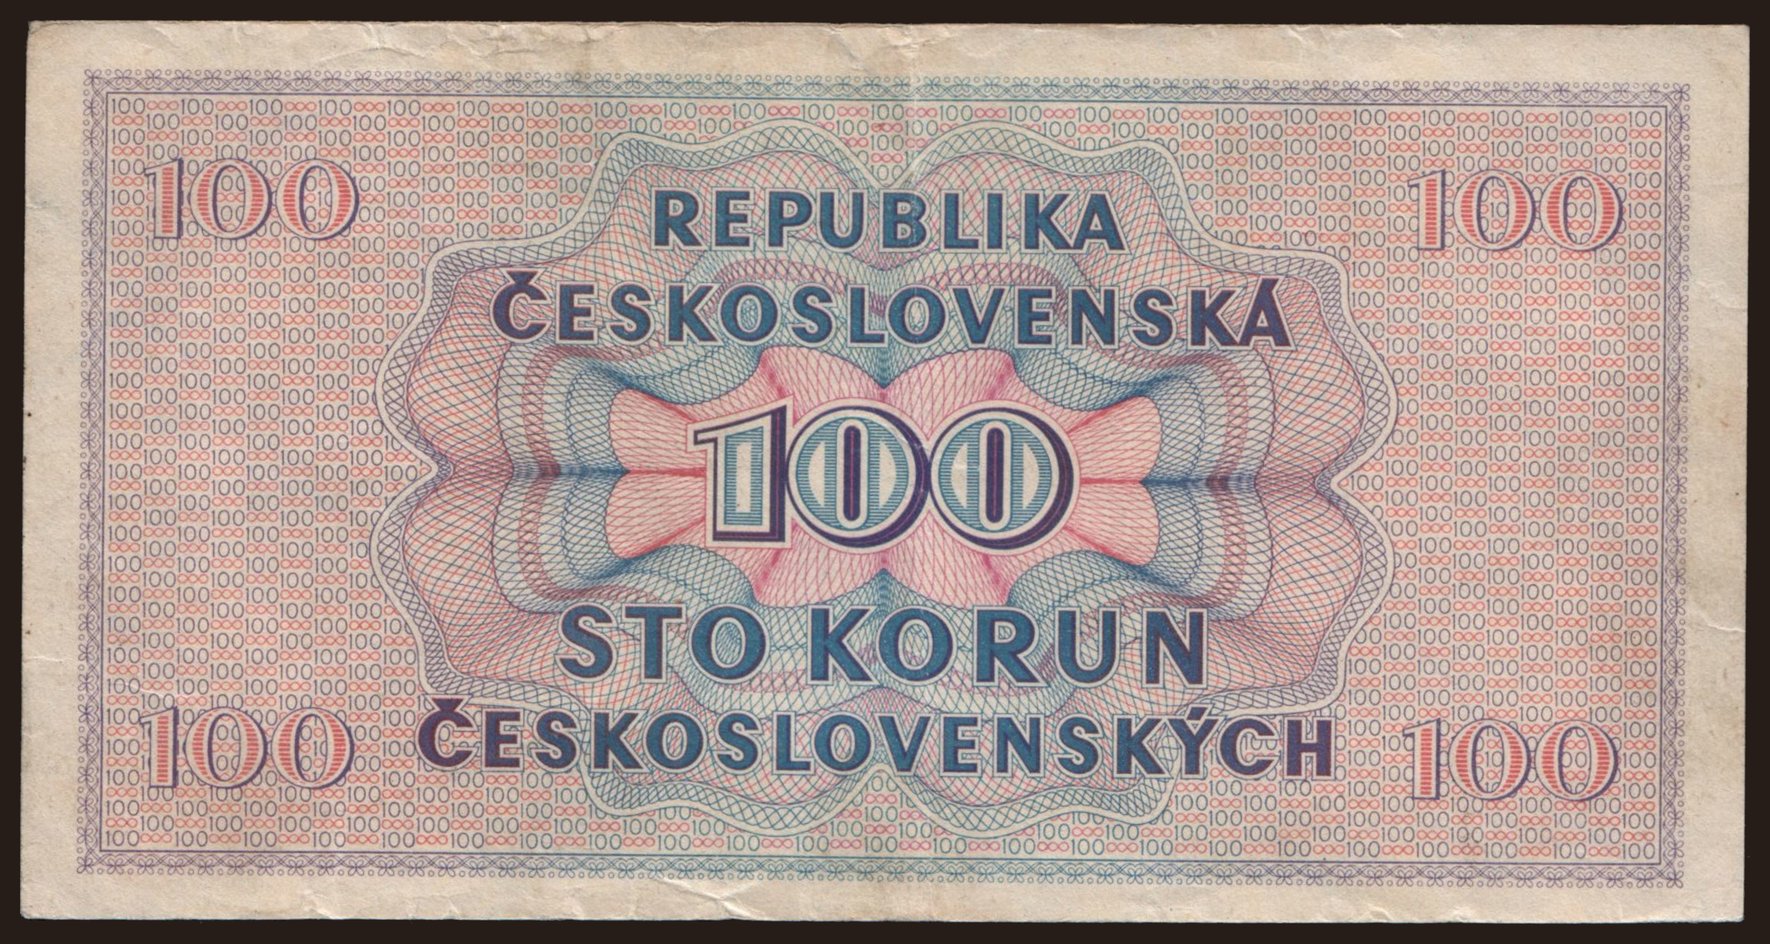 100 100
REPUBLIKA
ČESKOSLOVENSKÁ
100
STO KORUN
ČESKOSLOVENSKÝCH
100 100